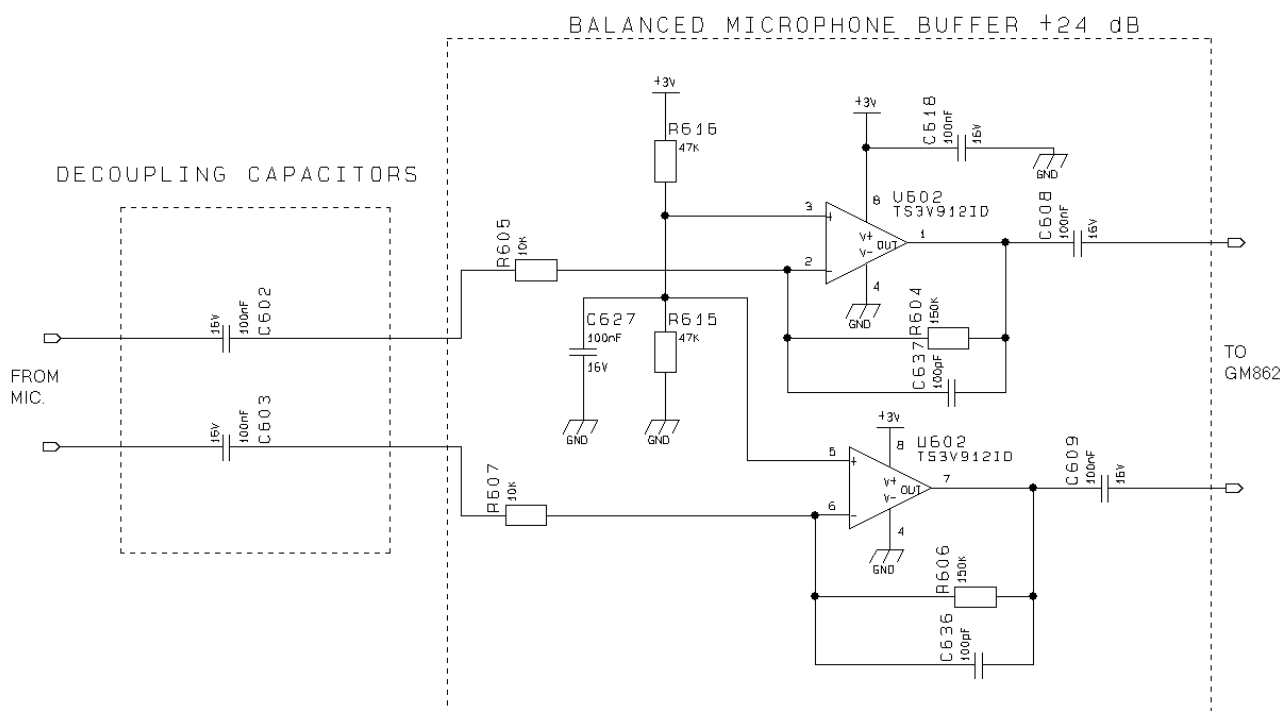 BALANCED MICROPHONE BUFFER +24 dB
DECOUPLING CAPACITORS
+3V
R616
47K
+3V
C618
100nF
16V
GND
U602
TS3V912ID
8
3
+
V+
OUT
V-
1
2
-
4
GND
C608
100nF
16V
R605
10K
16V
100nF
C602
C627
100nF
16V
GND
R615
47K
GND
R604
150K
C637
100pF
FROM
MIC.
TO
GM862
16V
100nF
C603
R607
10K
+3V
8
U602
TS3V912ID
5
+
V+
OUT
V-
7
6
-
4
GND
C609
100nF
16V
R606
150K
C636
100pF